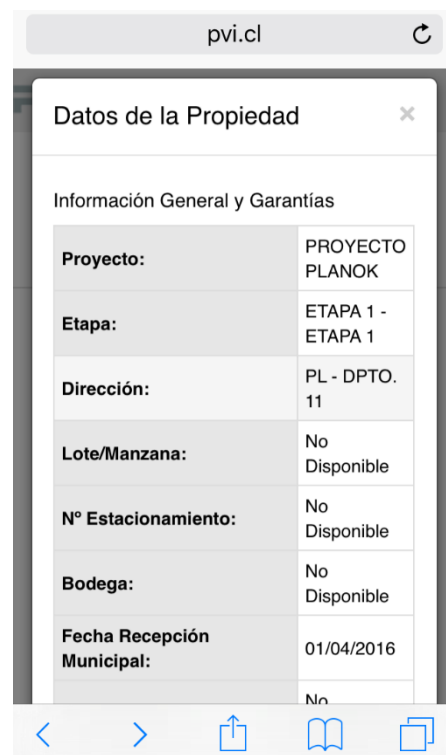 pvi.cl
Datos de la Propiedad ×
Información General y Garantías
Proyecto: PROYECTO
PLANOK
Etapa: ETAPA 1 -
ETAPA 1
Dirección: PL - DPTO.
11
Lote/Manzana: No
Disponible
Nº Estacionamiento: No
Disponible
Bodega: No
Disponible
Fecha Recepción
Municipal: 01/04/2016
No